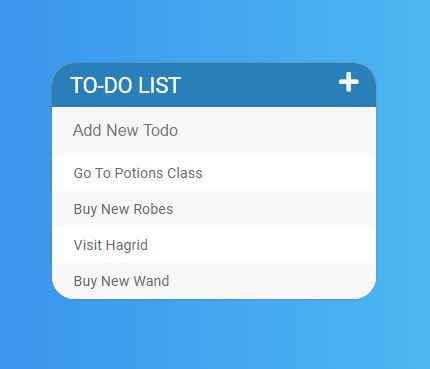 TO-DO LIST
Add New Todo
Go To Potions Class
Buy New Robes
Visit Hagrid
Buy New Wand